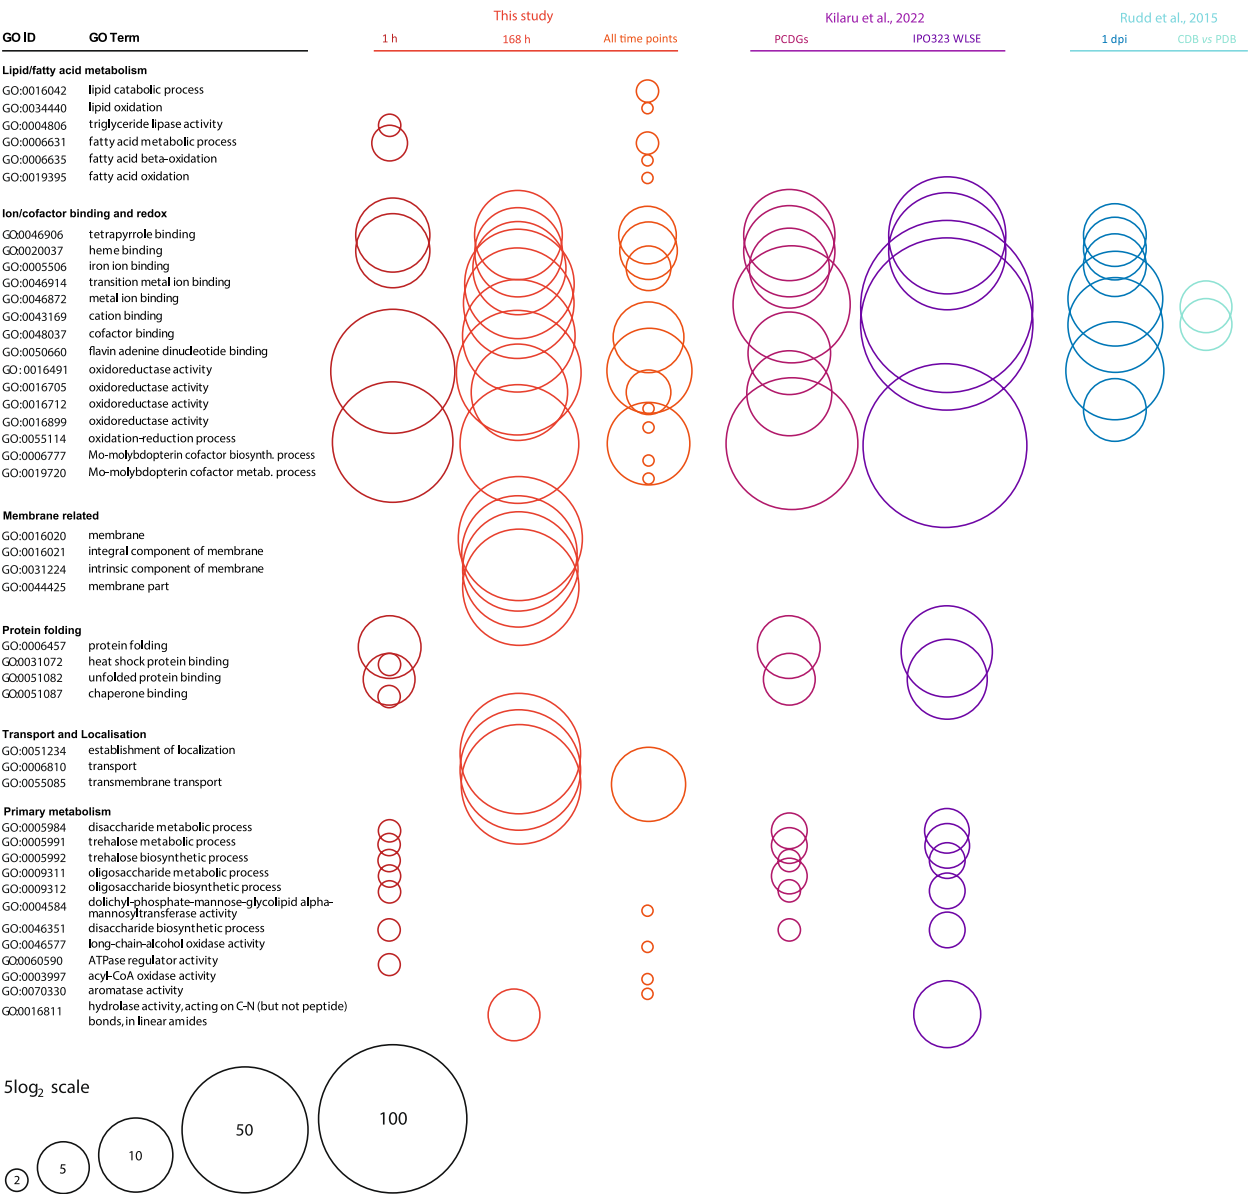 This study Kilaru et al., 2022 Rudd et al., 2015
GO ID GO Term 1 h 168 h All time points PCDGs IPO323 WLSE 1 dpi CDB vs PDB
Lipid/fatty acid metabolism
GO:0016042 lipid catabolic process
GO:0034440 lipid oxidation
GO:0004806 triglyceride lipase activity
GO:0006631 fatty acid metabolic process
GO:0006635 fatty acid beta-oxidation
GO:0019395 fatty acid oxidation
Ion/cofactor binding and redox
GO:0046906 tetrapyrrole binding
GO:0020037 heme binding
GO:0005506 iron ion binding
GO:0046914 transition metal ion binding
GO:0046872 metal ion binding
GO:0043169 cation binding
GO:0048037 cofactor binding
GO:0050660 flavin adenine dinucleotide binding
GO: 0016491 oxidoreductase activity
GO:0016705 oxidoreductase activity
GO:0016712 oxidoreductase activity
GO:0016899 oxidoreductase activity
GO:0055114 oxidation-reduction process
GO:0006777 Mo-molybdopterin cofactor biosynth. process
GO:0019720 Mo-molybdopterin cofactor metab. process
Membrane related
GO:0016020 membrane
GO:0016021 integral component of membrane
GO:0031224 intrinsic component of membrane
GO:0044425 membrane part
Protein folding
GO:0006457 protein folding
GO:0031072 heat shock protein binding
GO:0051082 unfolded protein binding
GO:0051087 chaperone binding
Transport and Localisation
GO:0051234 establishment of localization
GO:0006810 transport
GO:0055085 transmembrane transport
Primary metabolism
GO:0005984 disaccharide metabolic process
GO:0005991 trehalose metabolic process
GO:0005992 trehalose biosynthetic process
GO:0009311 oligosaccharide metabolic process
GO:0009312 oligosaccharide biosynthetic process
GO:0004584 dolichyl-phosphate-mannose-glycolipid alpha-
mannosyltransferase activity
GO:0046351 disaccharide biosynthetic process
GO:0046577 long-chain-alcohol oxidase activity
GO:0060590 ATPase regulator activity
GO:0003997 acyl-CoA oxidase activity
GO:0070330 aromatase activity
GO:0016811 hydrolase activity, acting on C-N (but not peptide)
bonds, in linear amides
5log2 scale
2 5 10 50 100